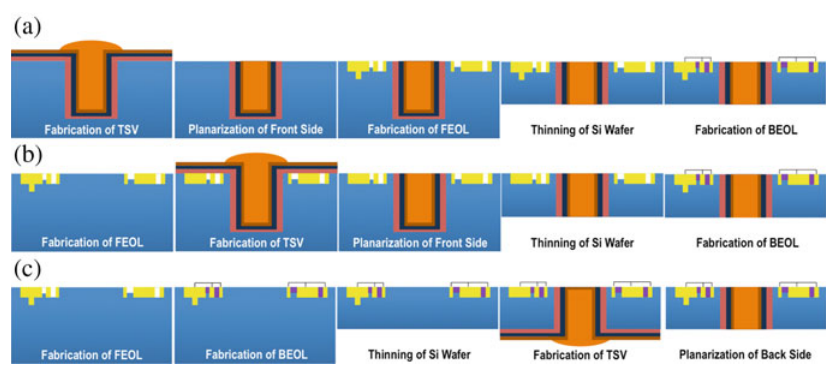 (a)
Fabrication of TSV
Planarization of Front Side
Fabrication of FEOL
Thinning of Si Wafer
Fabrication of BEOL
(b)
Fabrication of FEOL
Fabrication of TSV
Planarization of Front Side
Thinning of Si Wafer
Fabrication of BEOL
(c)
Fabrication of FEOL
Fabrication of BEOL
Thinning of Si Wafer
Fabrication of TSV
Planarization of Back Side